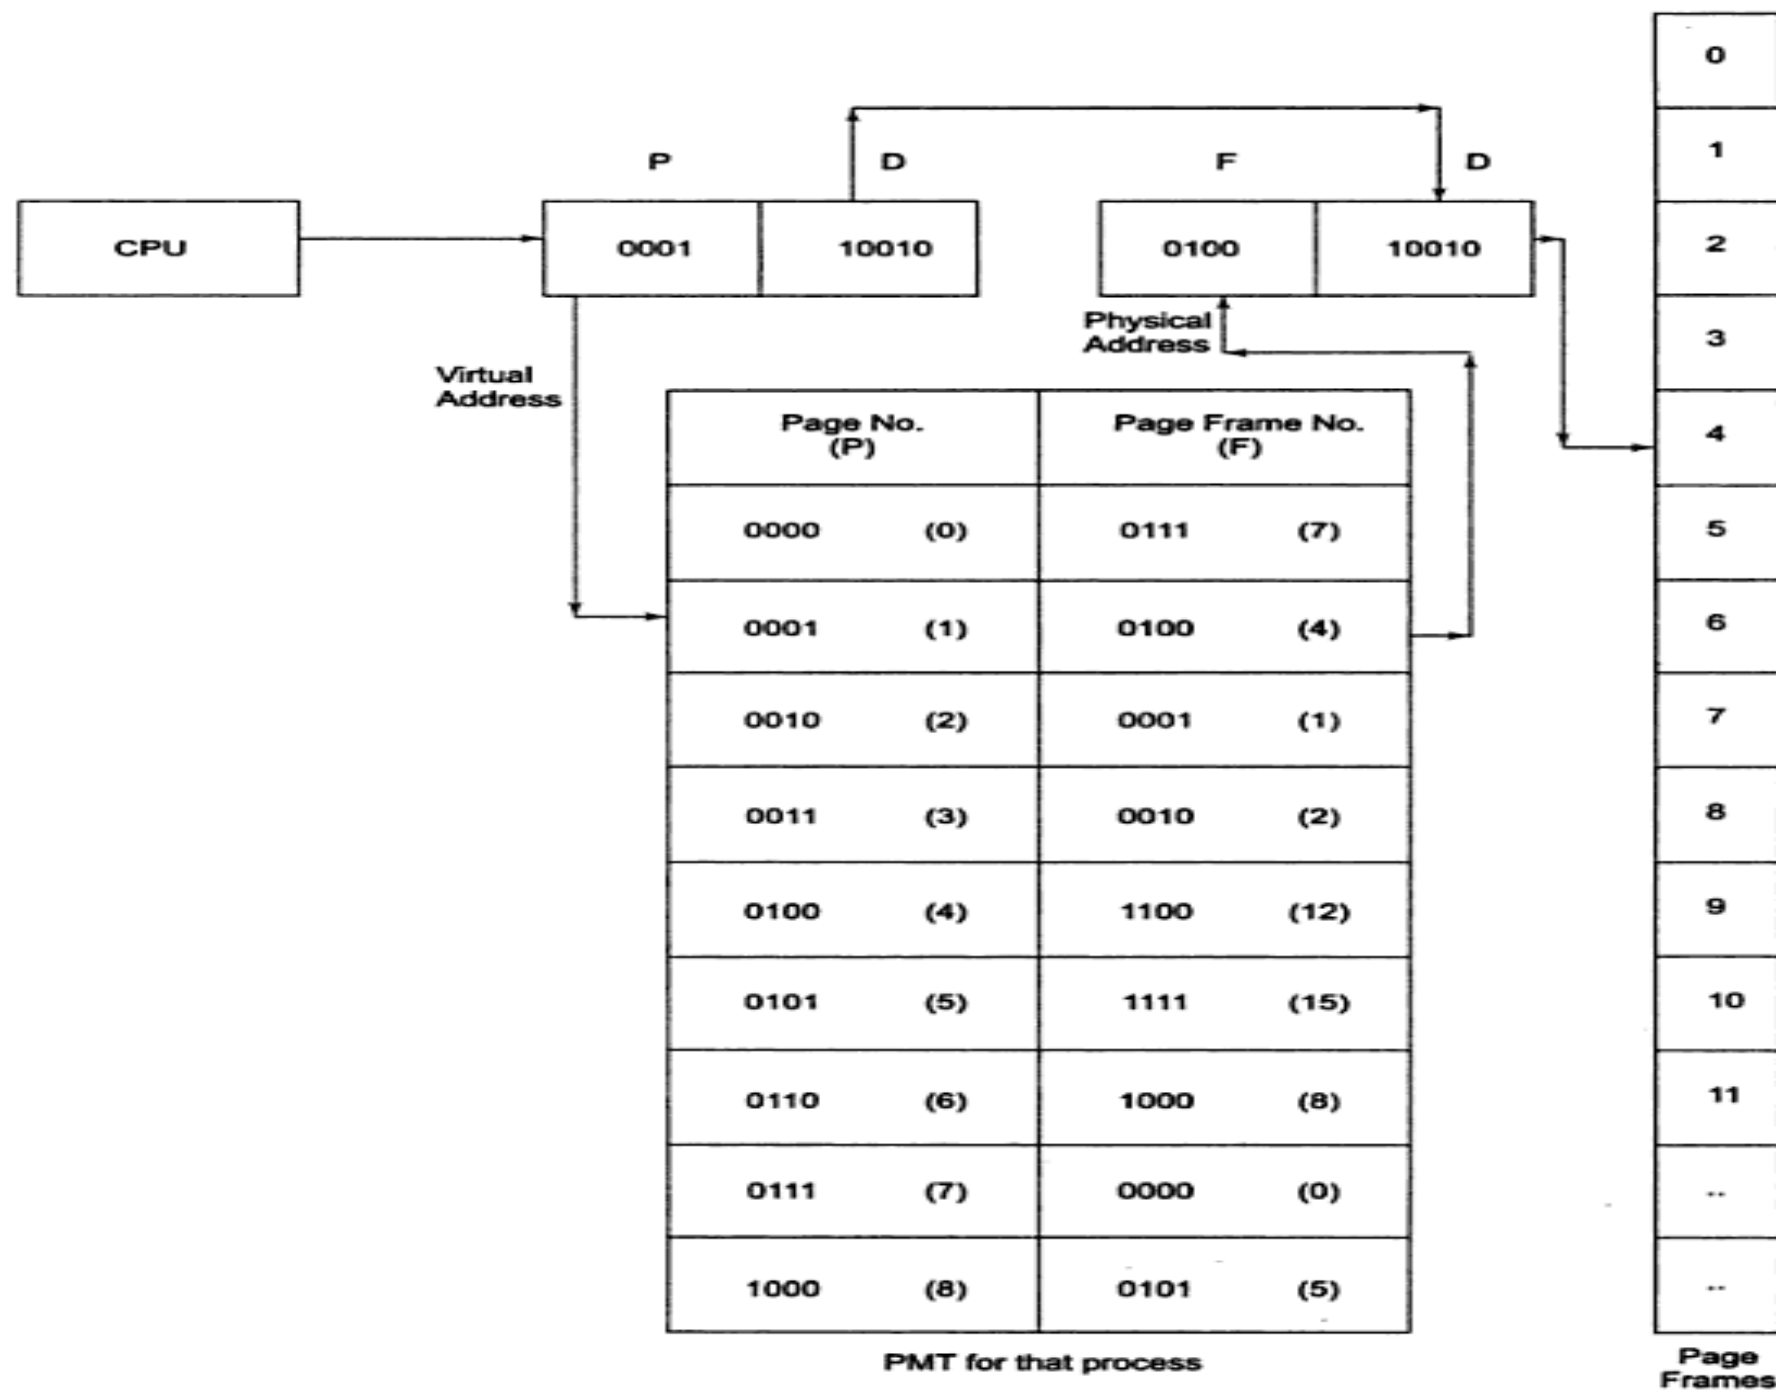 P D F D
CPU 0001 10010 0100 10010
Virtual
Address
Physical
Address
Page No. Page Frame No.
(P) (F)
0000 (0) 0111 (7)
0001 (1) 0100 (4)
0010 (2) 0001 (1)
0011 (3) 0010 (2)
0100 (4) 1100 (12)
0101 (5) 1111 (15)
0110 (6) 1000 (8)
0111 (7) 0000 (0)
1000 (8) 0101 (5)
PMT for that process
0
1
2
3
4
5
6
7
8
9
10
11
..
..
Page
Frames